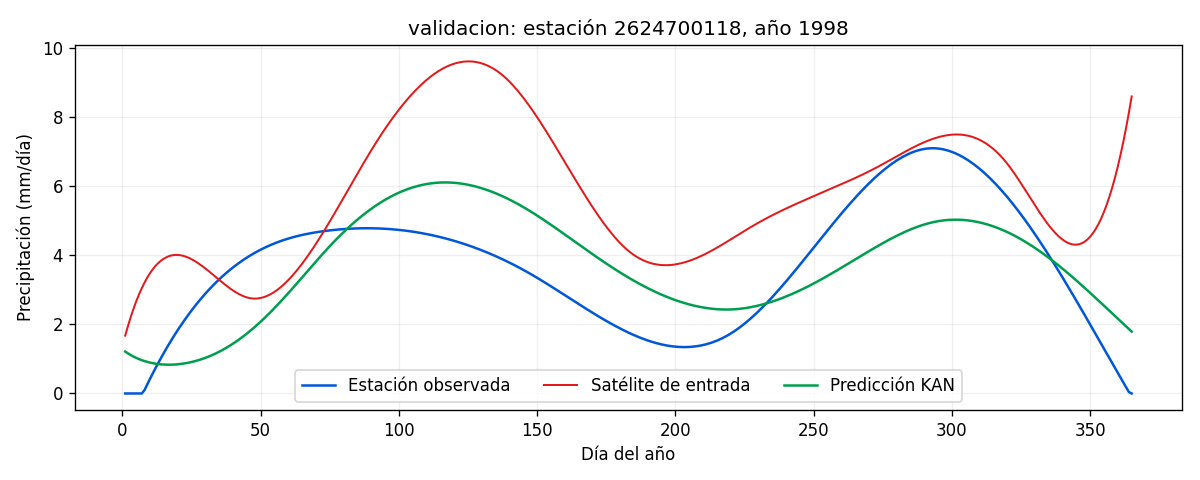 validacion: estación 2624700118, año 1998
Precipitación (mm/día)
10
8
6
4
2
0
Estación observada
Satélite de entrada
Predicción KAN
0
50
100
150
200
250
300
350
Día del año